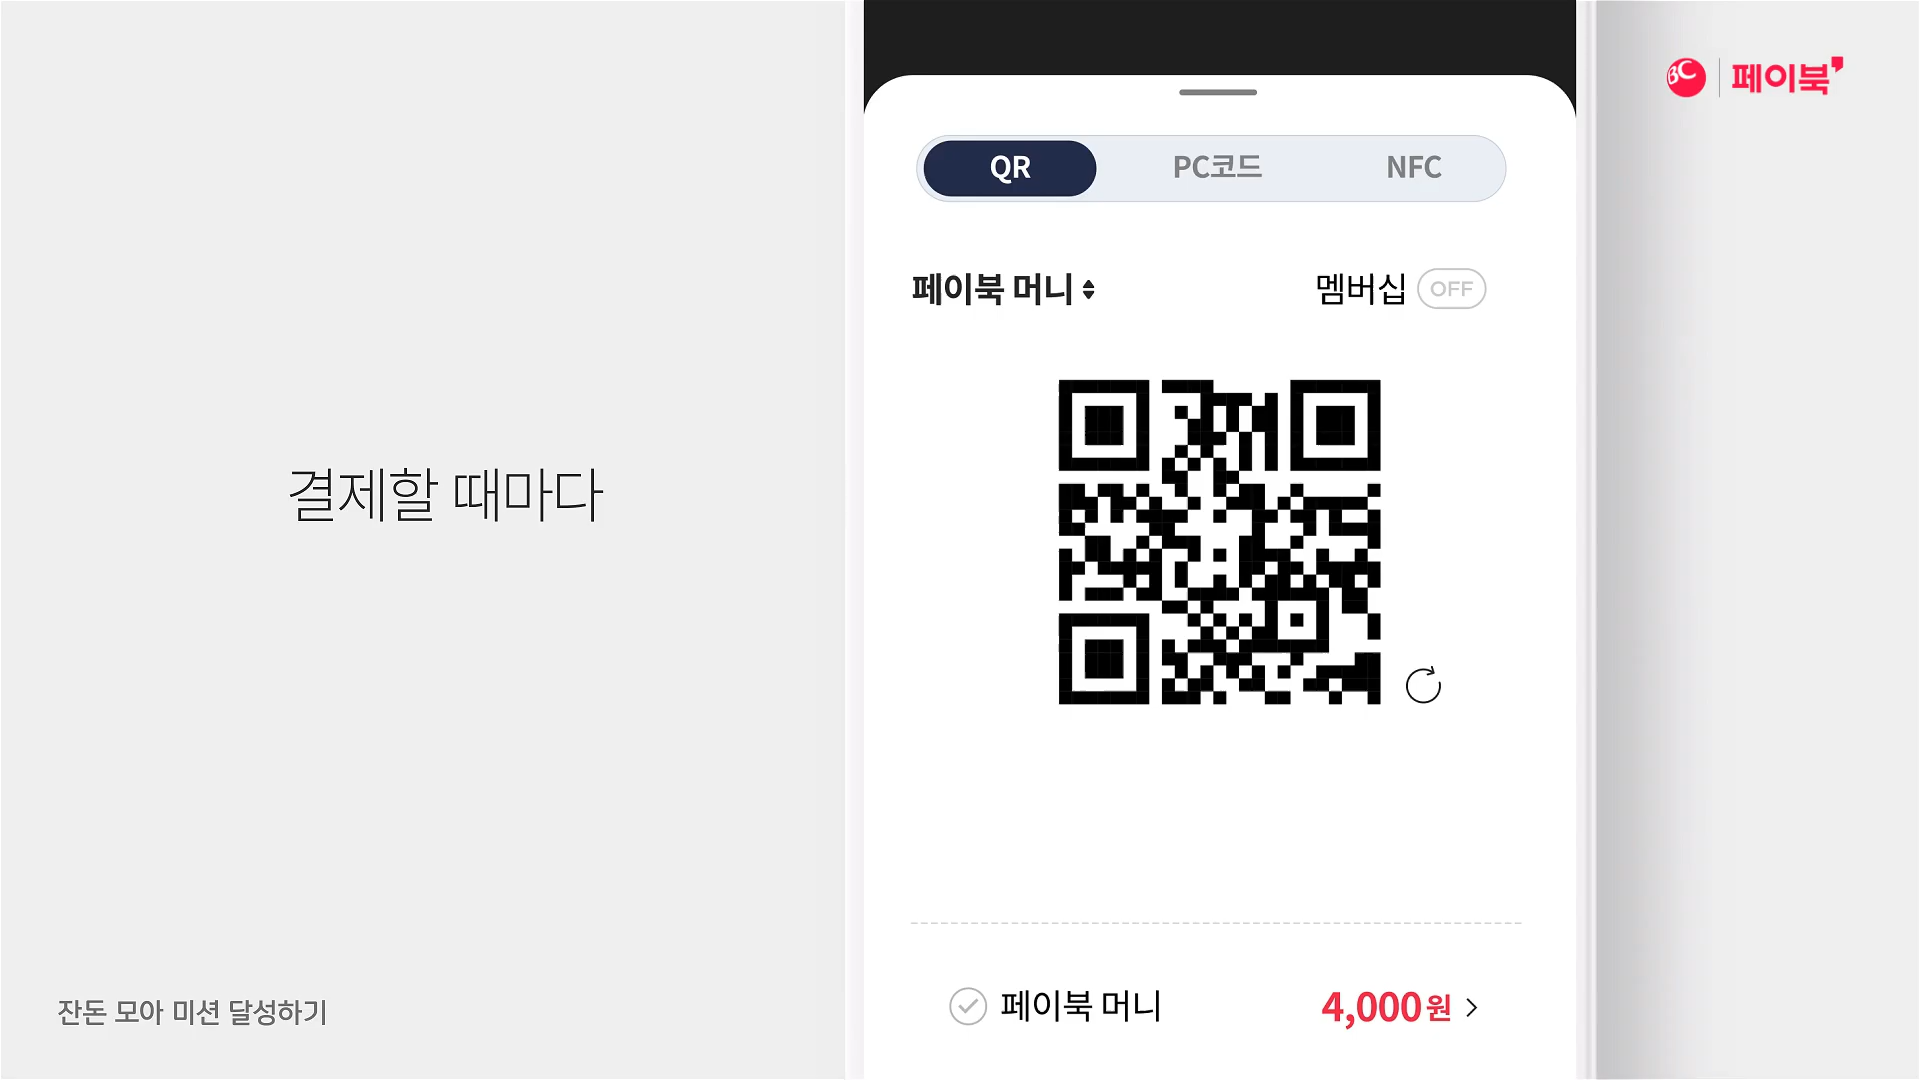 BC 페이북
QR PC코드 NFC
페이북 머니 멤버십 OFF
결제할 때마다
잔돈 모아 미션 달성하기
페이북 머니 4,000원